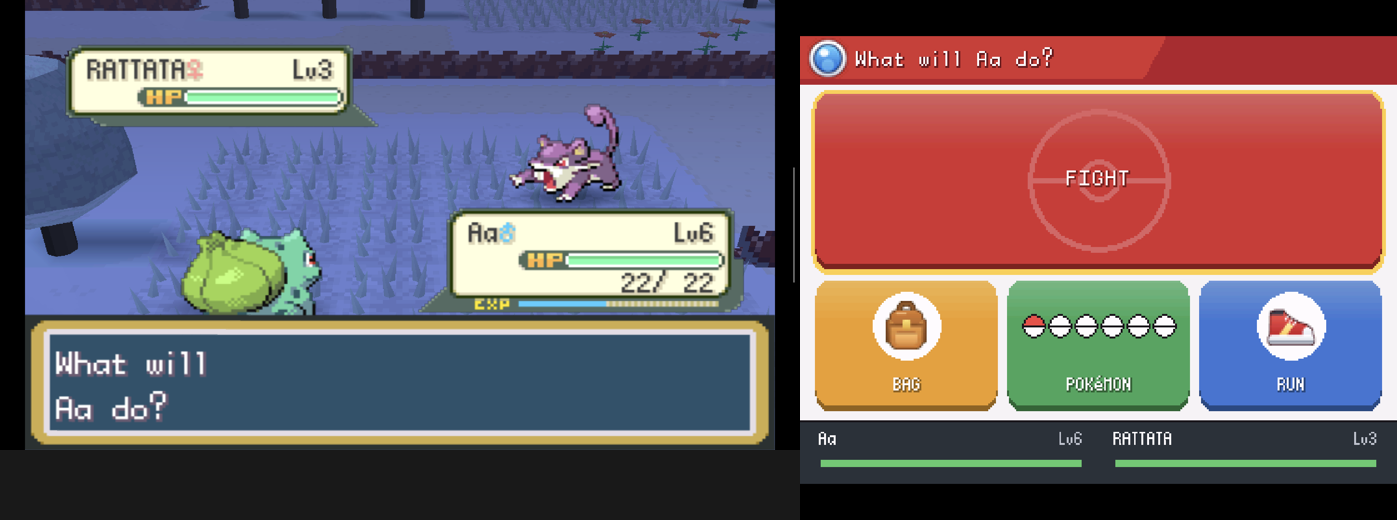 RATTATA♀ Lv3
HP
Aa♂ Lv6
HP
22/ 22
EXP
What will
Aa do?
What will Aa do?
FIGHT
BAG
POKéMON
RUN
Aa Lv6 RATTATA Lv3